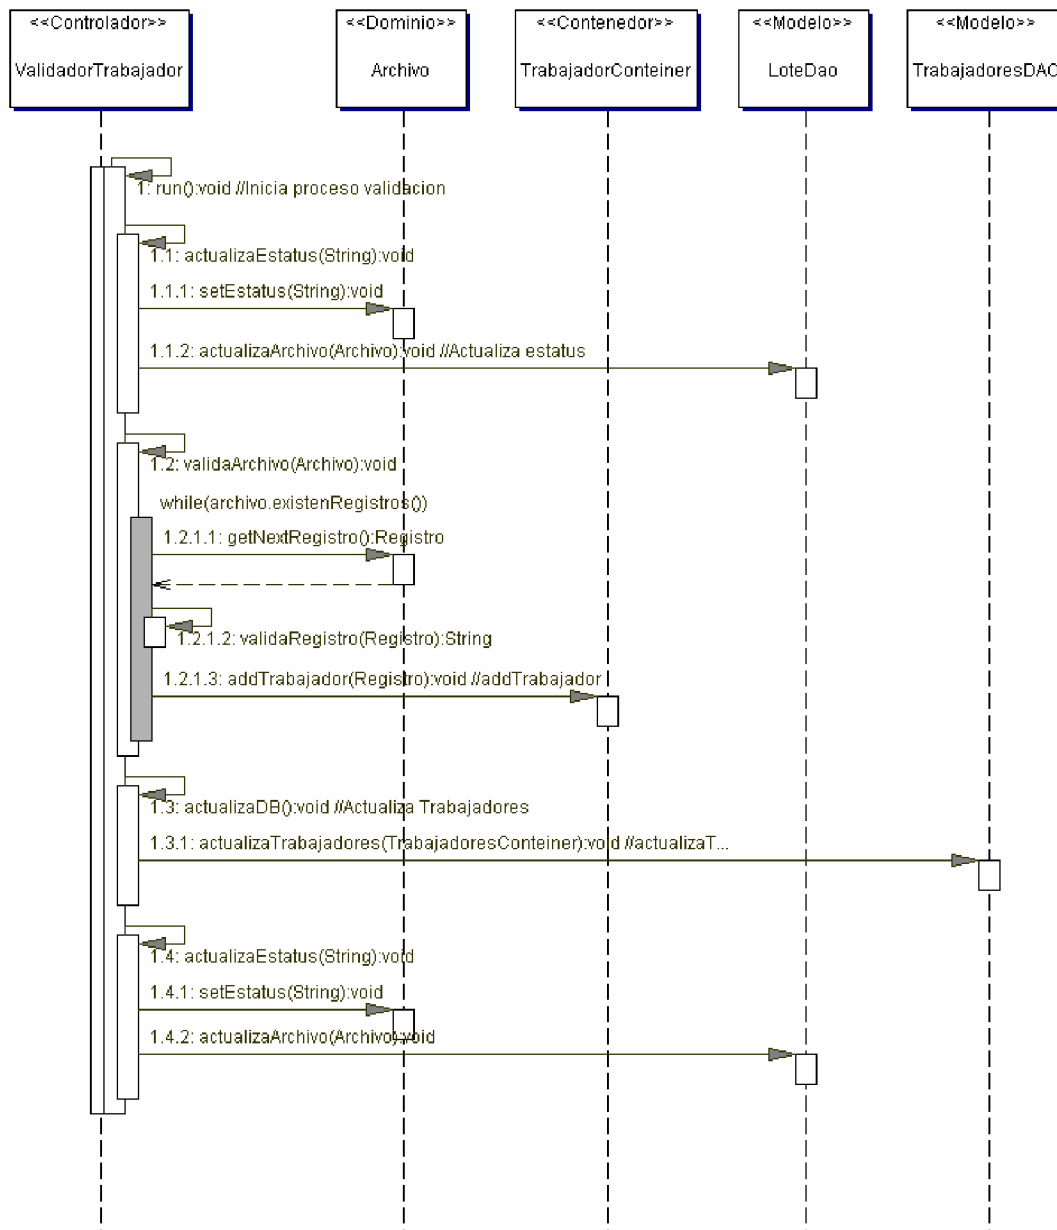 <<Controlador>>
ValidadorTrabajador
<<Dominio>>
Archivo
<<Contenedor>>
TrabajadorConteiner
<<Modelo>>
LoteDao
<<Modelo>>
TrabajadoresDAO
1: run():void //Inicia proceso validacion
1.1: actualizaEstatus(String):void
1.1.1: setEstatus(String):void
1.1.2: actualizaArchivo(Archivo):void //Actualiza estatus
1.2: validaArchivo(Archivo):void
while(archivo.existenRegistros())
1.2.1.1: getNextRegistro():Registro
1.2.1.2: validaRegistro(Registro):String
1.2.1.3: addTrabajador(Registro):void //addTrabajador
1.3: actualizaDB():void //Actualiza Trabajadores
1.3.1: actualizaTrabajadores(TrabajadoresConteiner):void //actualizaT...
1.4: actualizaEstatus(String):void
1.4.1: setEstatus(String):void
1.4.2: actualizaArchivo(Archivo):void